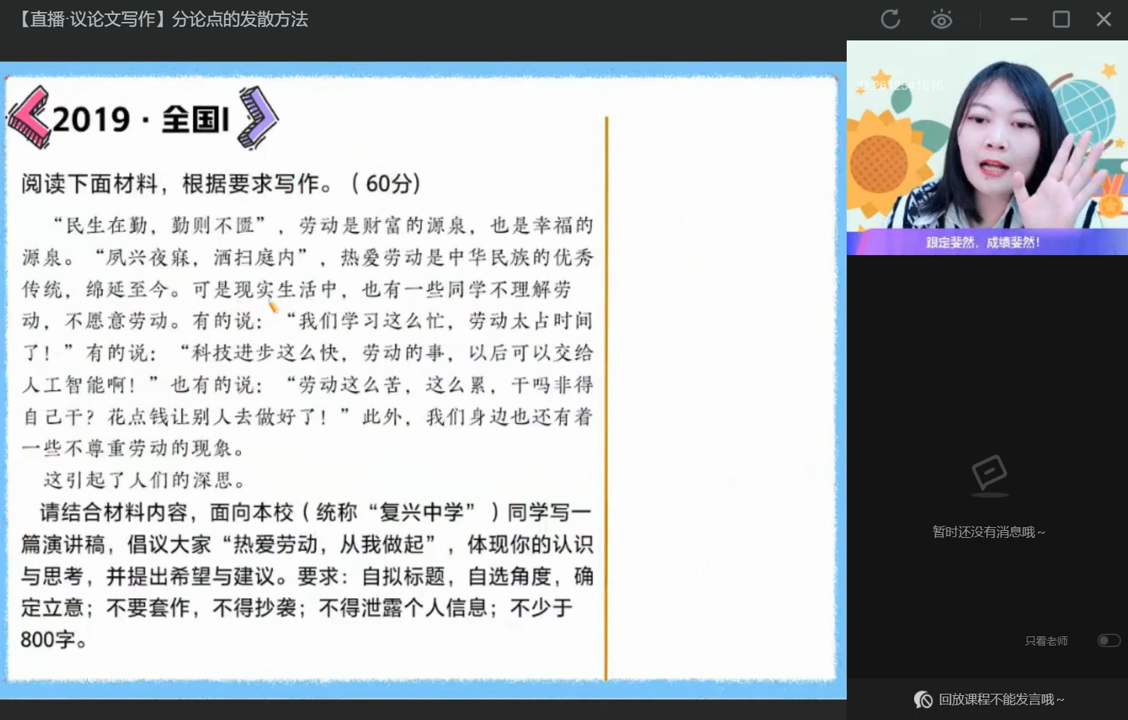 【直播·议论文写作】分论点的发散方法
2019·全国I
阅读下面材料，根据要求写作。（60分）
“民生在勤，勤则不匮”，劳动是财富的源泉，也是幸福的
源泉。“夙兴夜寐，洒扫庭内”，热爱劳动是中华民族的优秀
传统，绵延至今。可是现实生活中，也有一些同学不理解劳
动，不愿意劳动。有的说：“我们学习这么忙，劳动太占时间
了！”有的说：“科技进步这么快，劳动的事，以后可以交给
人工智能啊！”也有的说：“劳动这么苦，这么累，干吗非得
自己干？花点钱让别人去做好了！”此外，我们身边也还有着
一些不尊重劳动的现象。
这引起了人们的深思。
请结合材料内容，面向本校（统称“复兴中学”）同学写一
篇演讲稿，倡议大家“热爱劳动，从我做起”，体现你的认识
与思考，并提出希望与建议。要求：自拟标题，自选角度，确
定立意；不要套作，不得抄袭；不得泄露个人信息；不少于
800字。
跟定斐然，成绩斐然！
暂时还没有消息哦～
只看老师
回放课程不能发言哦～